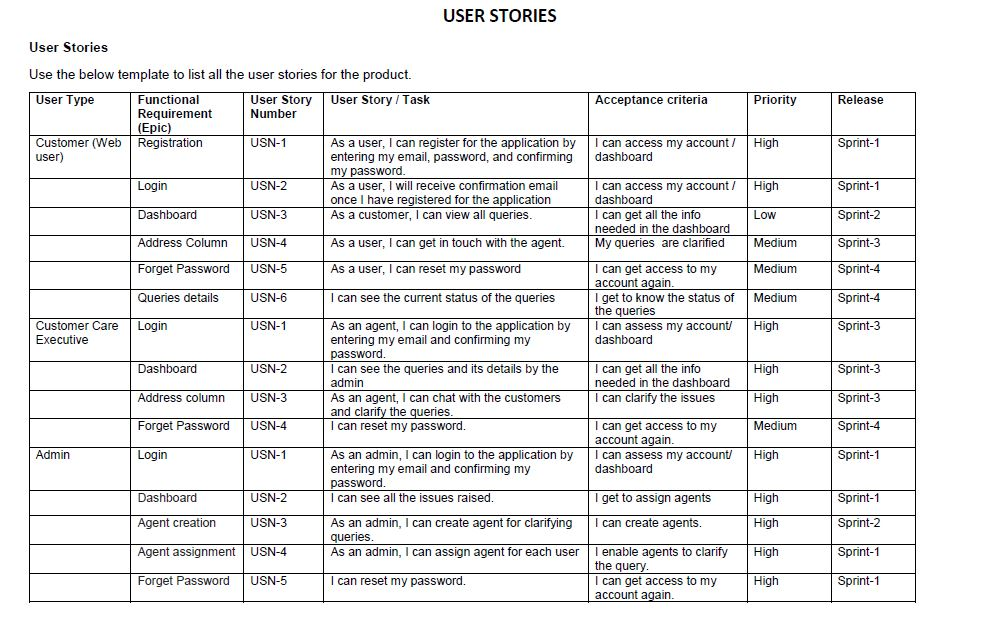 USER STORIES
User Stories
Use the below template to list all the user stories for the product.
User Type Functional Requirement (Epic) User Story Number User Story / Task Acceptance criteria Priority Release
Customer (Web user) Registration USN-1 As a user, I can register for the application by entering my email, password, and confirming my password. I can access my account / dashboard High Sprint-1
Login USN-2 As a user, I will receive confirmation email once I have registered for the application I can access my account / dashboard High Sprint-1
Dashboard USN-3 As a customer, I can view all queries. I can get all the info needed in the dashboard Low Sprint-2
Address Column USN-4 As a user, I can get in touch with the agent. My queries are clarified Medium Sprint-3
Forget Password USN-5 As a user, I can reset my password I can get access to my account again. Medium Sprint-4
Queries details USN-6 I can see the current status of the queries I get to know the status of the queries Medium Sprint-4
Customer Care Executive Login USN-1 As an agent, I can login to the application by entering my email and confirming my password. I can assess my account/ dashboard High Sprint-3
Dashboard USN-2 I can see the queries and its details by the admin I can get all the info needed in the dashboard High Sprint-3
Address column USN-3 As an agent, I can chat with the customers and clarify the queries. I can clarify the issues High Sprint-3
Forget Password USN-4 I can reset my password. I can get access to my account again. Medium Sprint-4
Admin Login USN-1 As an admin, I can login to the application by entering my email and confirming my password. I can assess my account/ dashboard High Sprint-1
Dashboard USN-2 I can see all the issues raised. I get to assign agents High Sprint-1
Agent creation USN-3 As an admin, I can create agent for clarifying queries. I can create agents. High Sprint-2
Agent assignment USN-4 As an admin, I can assign agent for each user I enable agents to clarify the query. High Sprint-1
Forget Password USN-5 I can reset my password. I can get access to my account again. High Sprint-1